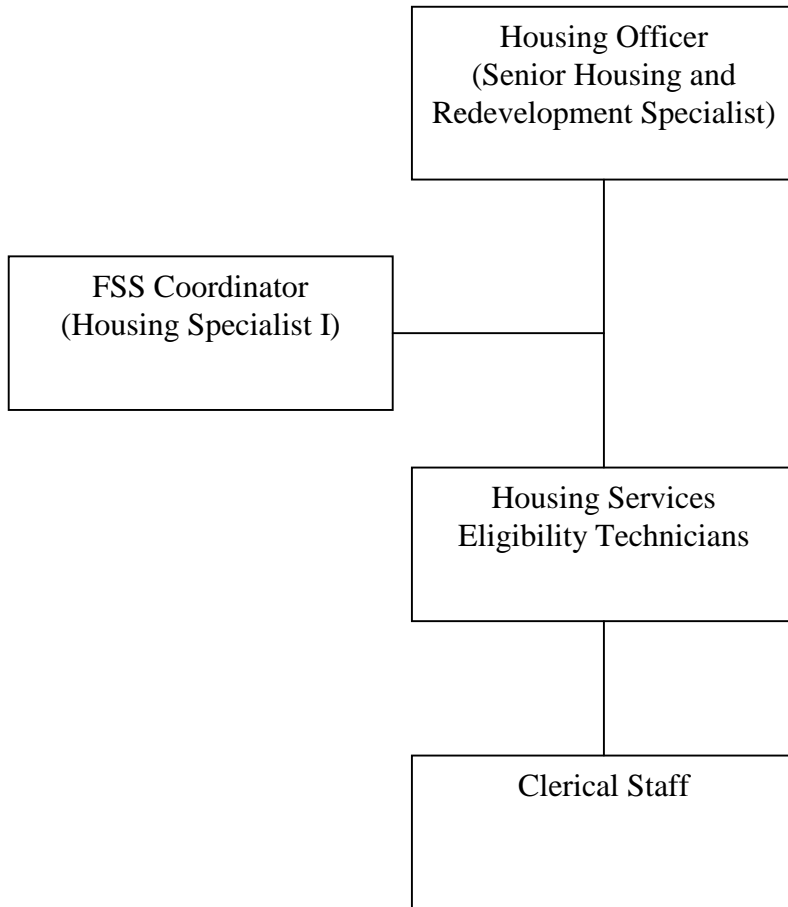 Housing Officer
(Senior Housing and
Redevelopment Specialist)
FSS Coordinator
(Housing Specialist I)
Housing Services
Eligibility Technicians
Clerical Staff